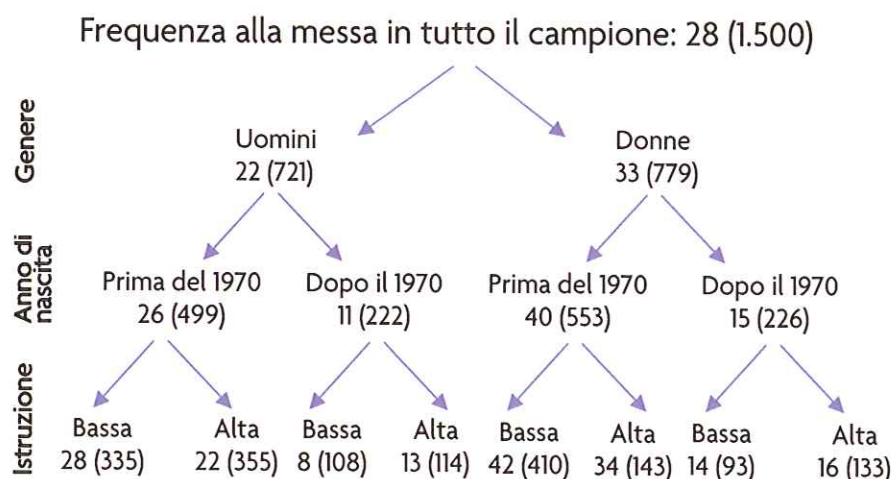 Frequenza alla messa in tutto il campione: 28 (1.500)
Genere
Uomini
22 (721)
Donne
33 (779)
Anno di
nascita
Prima del 1970
26 (499)
Dopo il 1970
11 (222)
Prima del 1970
40 (553)
Dopo il 1970
15 (226)
Istruzione
Bassa
28 (335)
Alta
22 (355)
Bassa
8 (108)
Alta
13 (114)
Bassa
42 (410)
Alta
34 (143)
Bassa
14 (93)
Alta
16 (133)